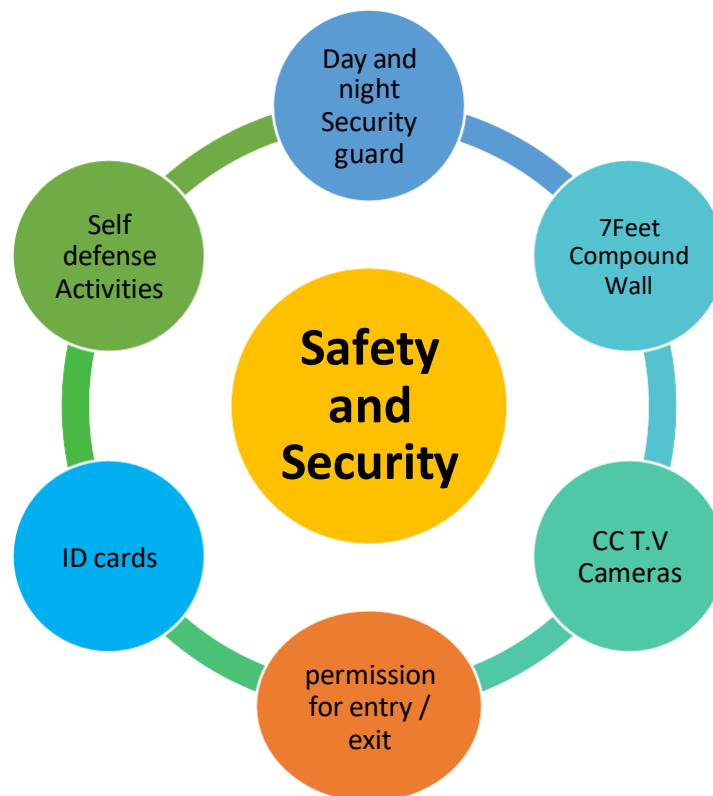 Day and
night
Security
guard
7Feet
Compound
Wall
CC T.V
Cameras
permission
for entry /
exit
ID cards
Self
defense
Activities
Safety
and
Security